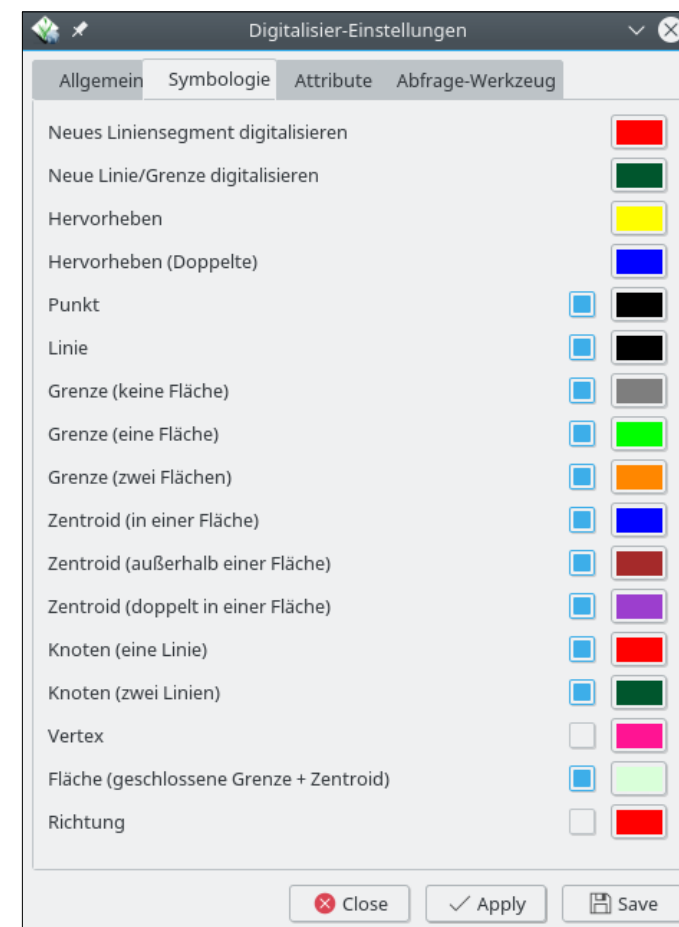 Digitalisier-Einstellungen
Allgemein Symbologie Attribute Abfrage-Werkzeug
Neues Liniensegment digitalisieren
Neue Linie/Grenze digitalisieren
Hervorheben
Hervorheben (Doppelte)
Punkt
Linie
Grenze (keine Fläche)
Grenze (eine Fläche)
Grenze (zwei Flächen)
Zentroid (in einer Fläche)
Zentroid (außerhalb einer Fläche)
Zentroid (doppelt in einer Fläche)
Knoten (eine Linie)
Knoten (zwei Linien)
Vertex
Fläche (geschlossene Grenze + Zentroid)
Richtung
Close Apply Save